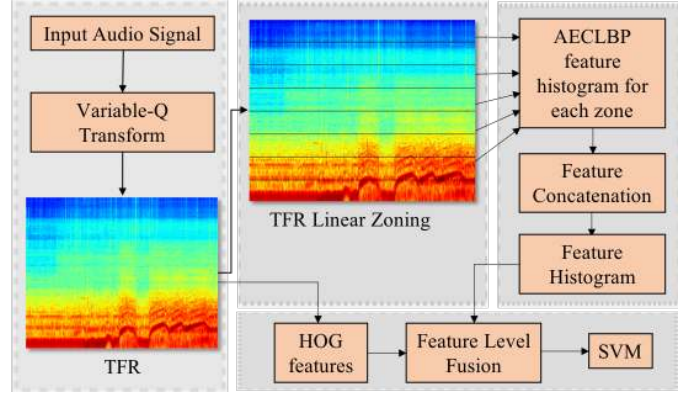 Input Audio Signal
Variable-Q
Transform
TFR
TFR Linear Zoning
AECLBP
feature
histogram for
each zone
Feature
Concatenation
Feature
Histogram
HOG
features
Feature Level
Fusion
SVM